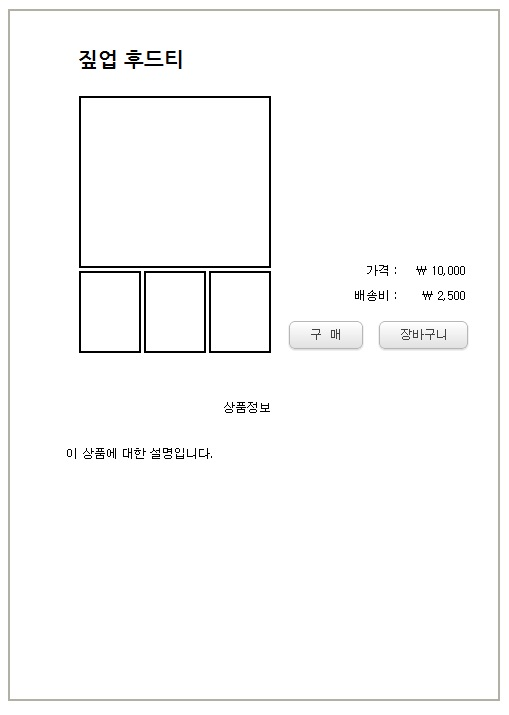 짚업 후드티
가격 : ₩ 10,000
배송비 : ₩ 2,500
구 매
장바구니
상품정보
이 상품에 대한 설명입니다.